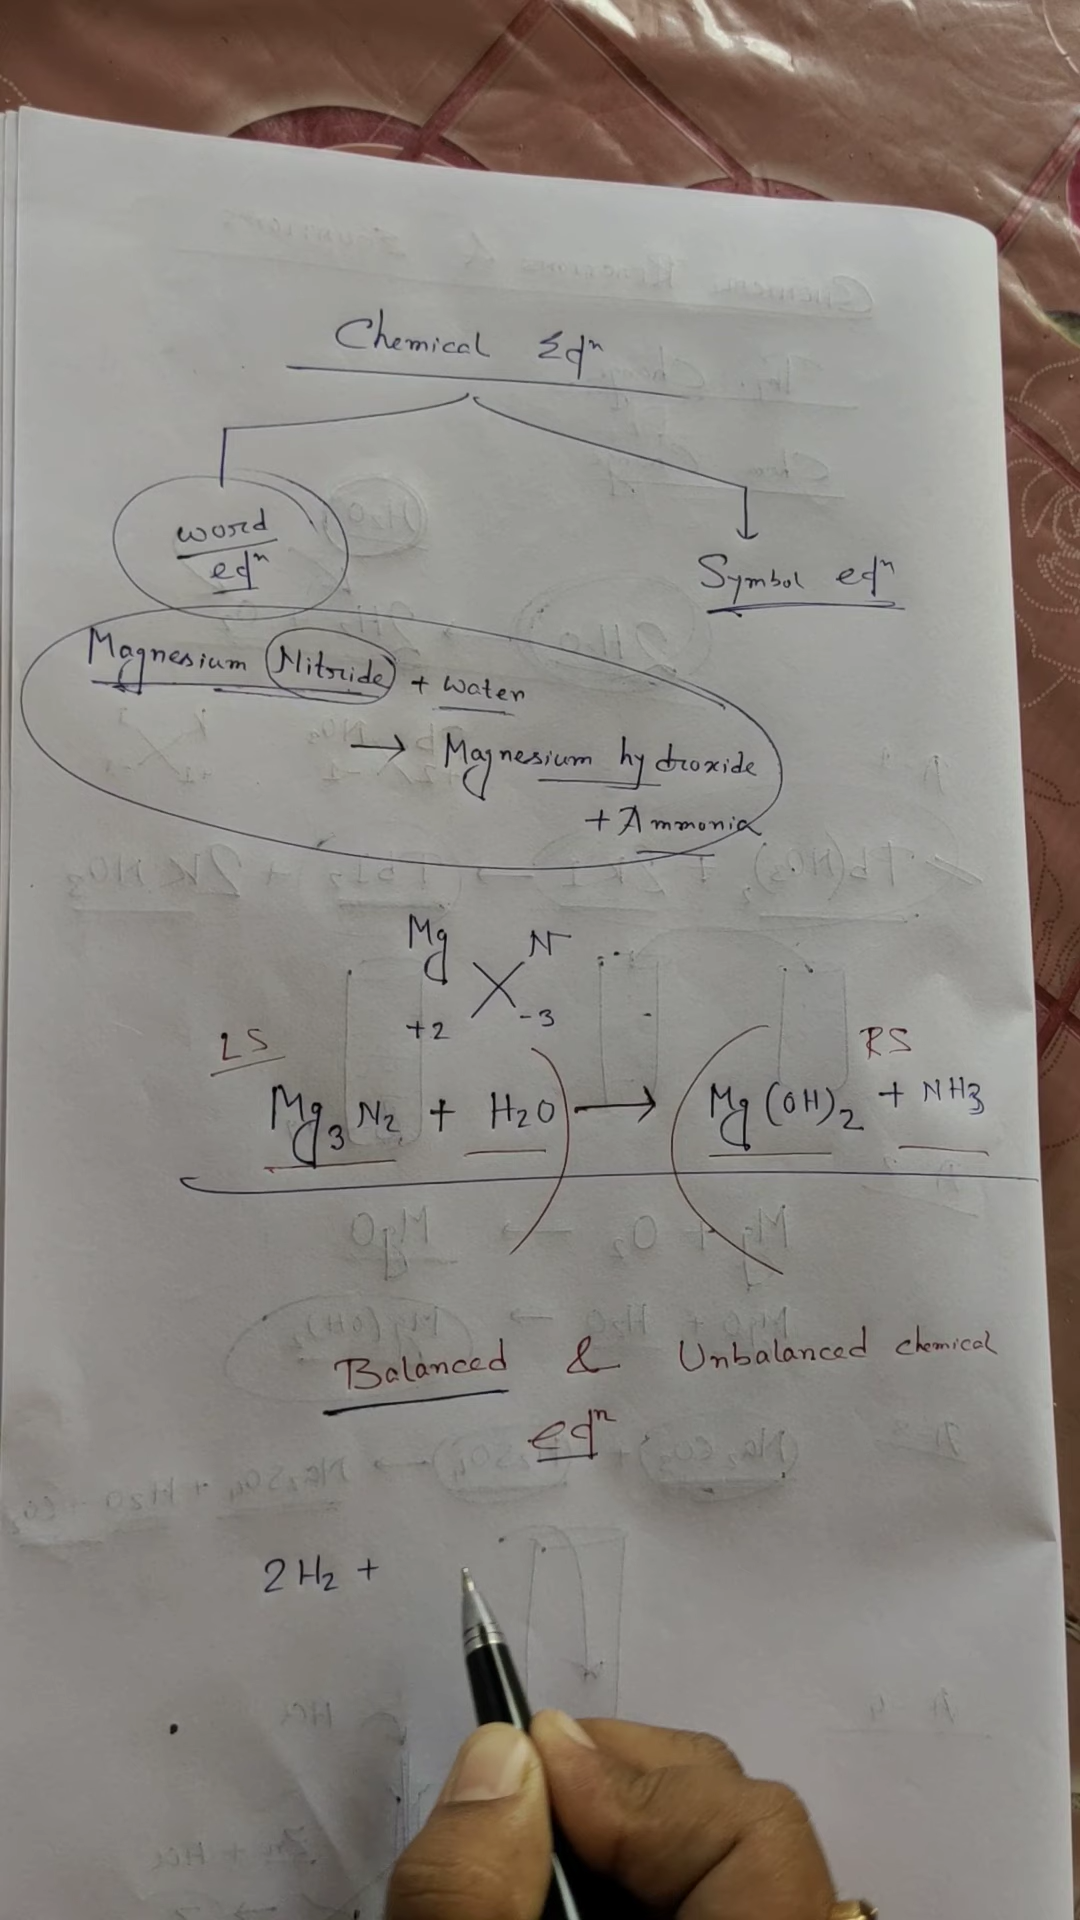 Chemical Eqⁿ
word
eqⁿ
Symbol eqⁿ
Magnesium Nitride + Water
→ Magnesium hydroxide
+ Ammonia
Mg N
+2 -3
LS RS
Mg₃N₂ + H₂O → Mg(OH)₂ + NH₃
Balanced & Unbalanced chemical
eqⁿ
2H₂ +